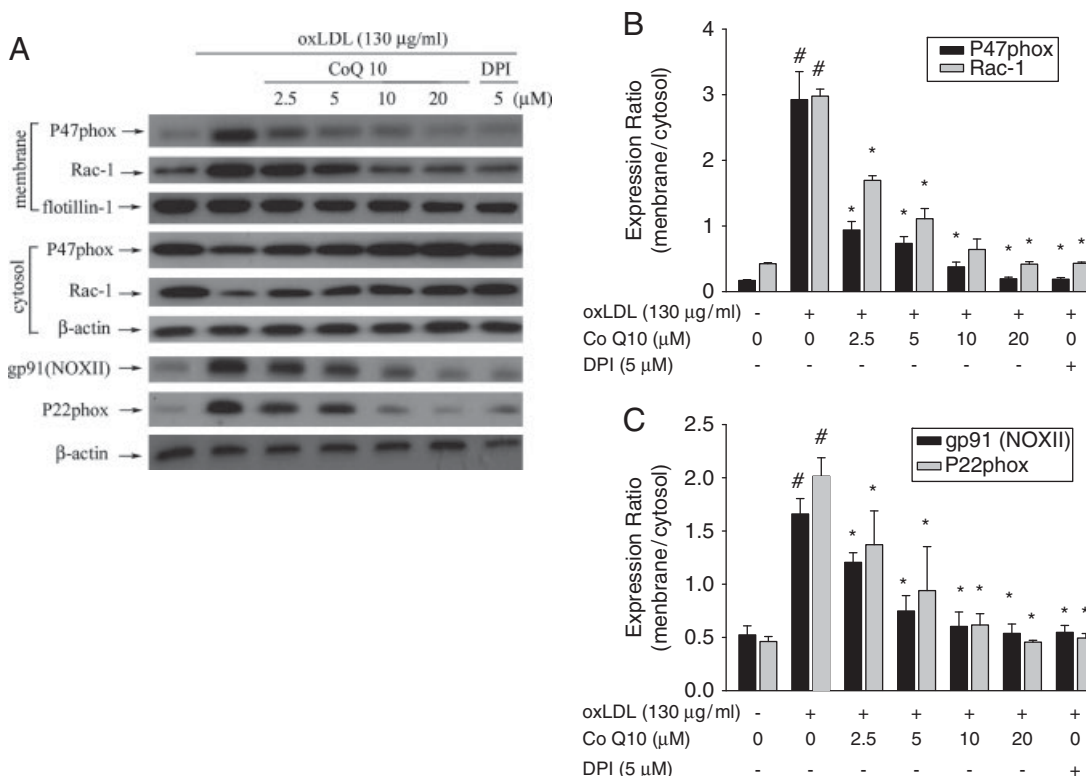 A
oxLDL (130 μg/ml)
CoQ 10 DPI
2.5 5 10 20 5 (μM)
membrane
P47phox
Rac-1
flotillin-1
cytosol
P47phox
Rac-1
β-actin
gp91(NOXII)
P22phox
β-actin
B
P47phox
Rac-1
Expression Ratio
(menbrane/cytosol)
4
3
2
1
0
# #
* * * * * * * * *
oxLDL (130 μg/ml) - + + + + + +
Co Q10 (μM) 0 0 2.5 5 10 20 0
DPI (5 μM) - - - - - - +
C
gp91 (NOXII)
P22phox
Expression Ratio
(menbrane/cytosol)
2.5
2.0
1.5
1.0
0.5
0.0
# #
* * * * * * * * * *
oxLDL (130 μg/ml) - + + + + + +
Co Q10 (μM) 0 0 2.5 5 10 20 0
DPI (5 μM) - - - - - - +